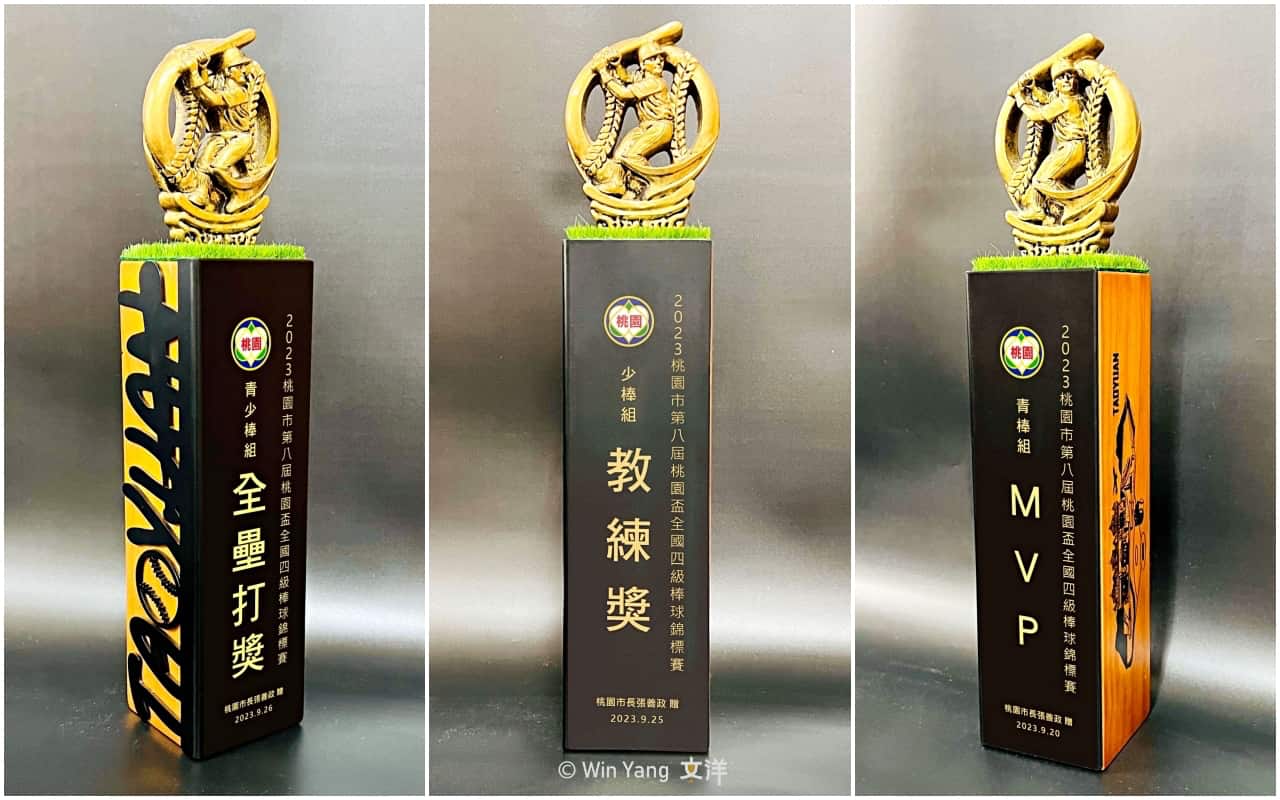 2023桃園市第八屆桃園盃全國四級棒球錦標賽
桃園
青少棒組
全壘打獎
桃園市長張善政 贈
2023.9.26
2023桃園市第八屆桃園盃全國四級棒球錦標賽
桃園
少棒組
教練獎
桃園市長張善政 贈
2023.9.25
2023桃園市第八屆桃園盃全國四級棒球錦標賽
桃園
青棒組
MVP
桃園市長張善政 贈
2023.9.20
TAOYUAN
© Win Yang 文洋